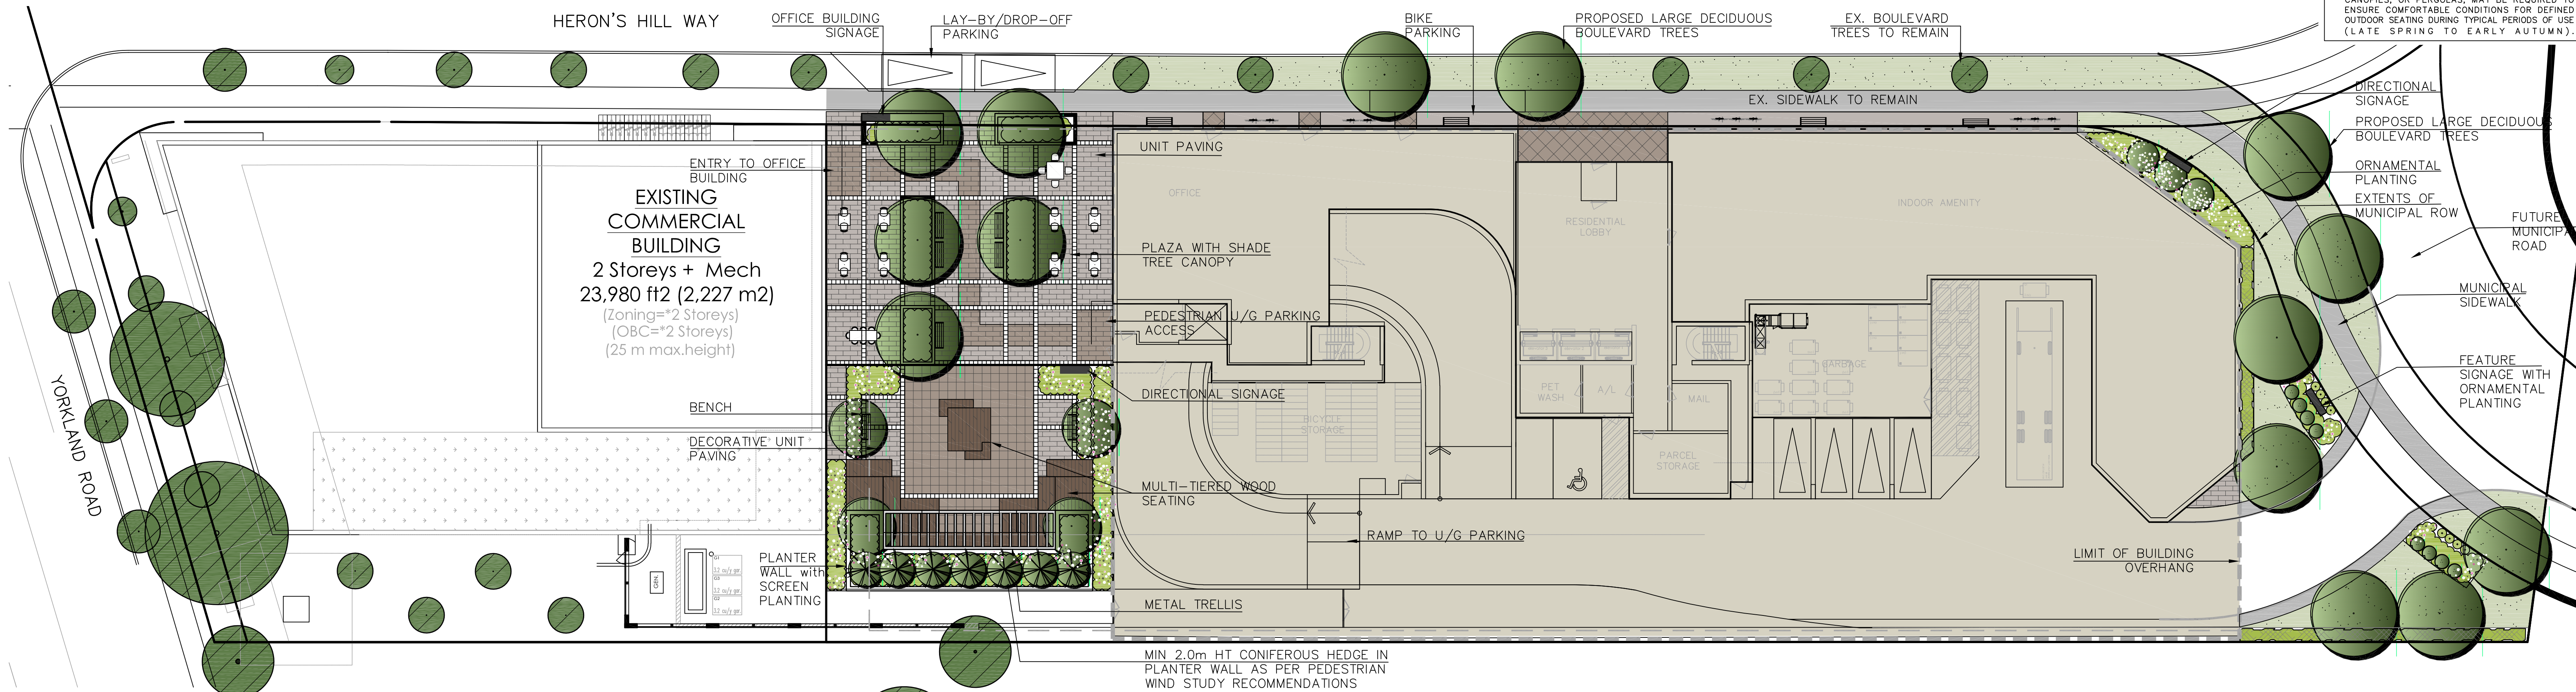 HERON'S HILL WAY
OFFICE BUILDING
SIGNAGE
LAY-BY/DROP-OFF
PARKING
BIKE
PARKING
PROPOSED LARGE DECIDUOUS
BOULEVARD TREES
EX. BOULEVARD
TREES TO REMAIN
ENSURE COMFORTABLE CONDITIONS FOR DEFINED
OUTDOOR SEATING DURING TYPICAL PERIODS OF USE
(LATE SPRING TO EARLY AUTUMN).
EX. SIDEWALK TO REMAIN
DIRECTIONAL
SIGNAGE
PROPOSED LARGE DECIDUOUS
BOULEVARD TREES
ORNAMENTAL
PLANTING
EXTENTS OF
MUNICIPAL ROW
FUTURE
MUNICIPA
ROAD
MUNICIPAL
SIDEWALK
FEATURE
SIGNAGE WITH
ORNAMENTAL
PLANTING
ENTRY TO OFFICE
BUILDING
EXISTING
COMMERCIAL
BUILDING
2 Storeys + Mech
23,980 ft2 (2,227 m2)
(Zoning=*2 Storeys)
(OBC=*2 Storeys)
(25 m max.height)
UNIT PAVING
OFFICE
RESIDENTIAL
LOBBY
INDOOR AMENITY
PLAZA WITH SHADE
TREE CANOPY
PEDESTRIAN U/G PARKING
ACCESS
GARBAGE
YORKLAND ROAD
BENCH
DECORATIVE UNIT
PAVING
DIRECTIONAL SIGNAGE
BICYCLE
STORAGE
PET
WASH
A/L
MAIL
PARCEL
STORAGE
MULTI-TIERED WOOD
SEATING
RAMP TO U/G PARKING
LIMIT OF BUILDING
OVERHANG
GEN.
PLANTER
WALL with
SCREEN
PLANTING
METAL TRELLIS
MIN 2.0m HT CONIFEROUS HEDGE IN
PLANTER WALL AS PER PEDESTRIAN
WIND STUDY RECOMMENDATIONS